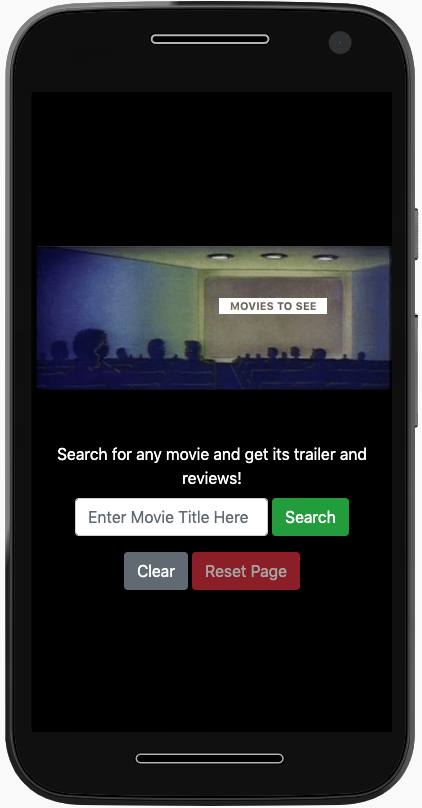 MOVIES TO SEE
Search for any movie and get its trailer and
reviews!
Enter Movie Title Here Search
Clear Reset Page